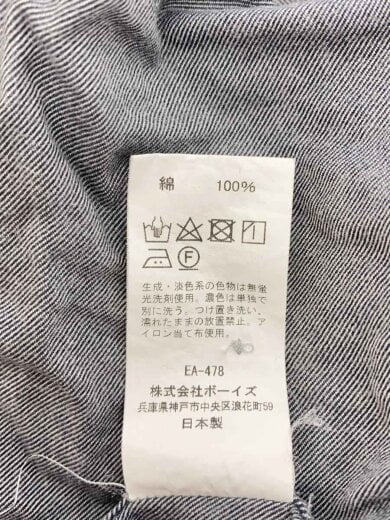 綿 100%
F
生成・淡色系の色物は無蛍
光洗剤使用。濃色は単独で
別に洗う。つけ置き洗い、
濡れたままの放置禁止。ア
イロン当て布使用。
EA-478
株式会社ボーイズ
兵庫県神戸市中央区浪花町59
日本製